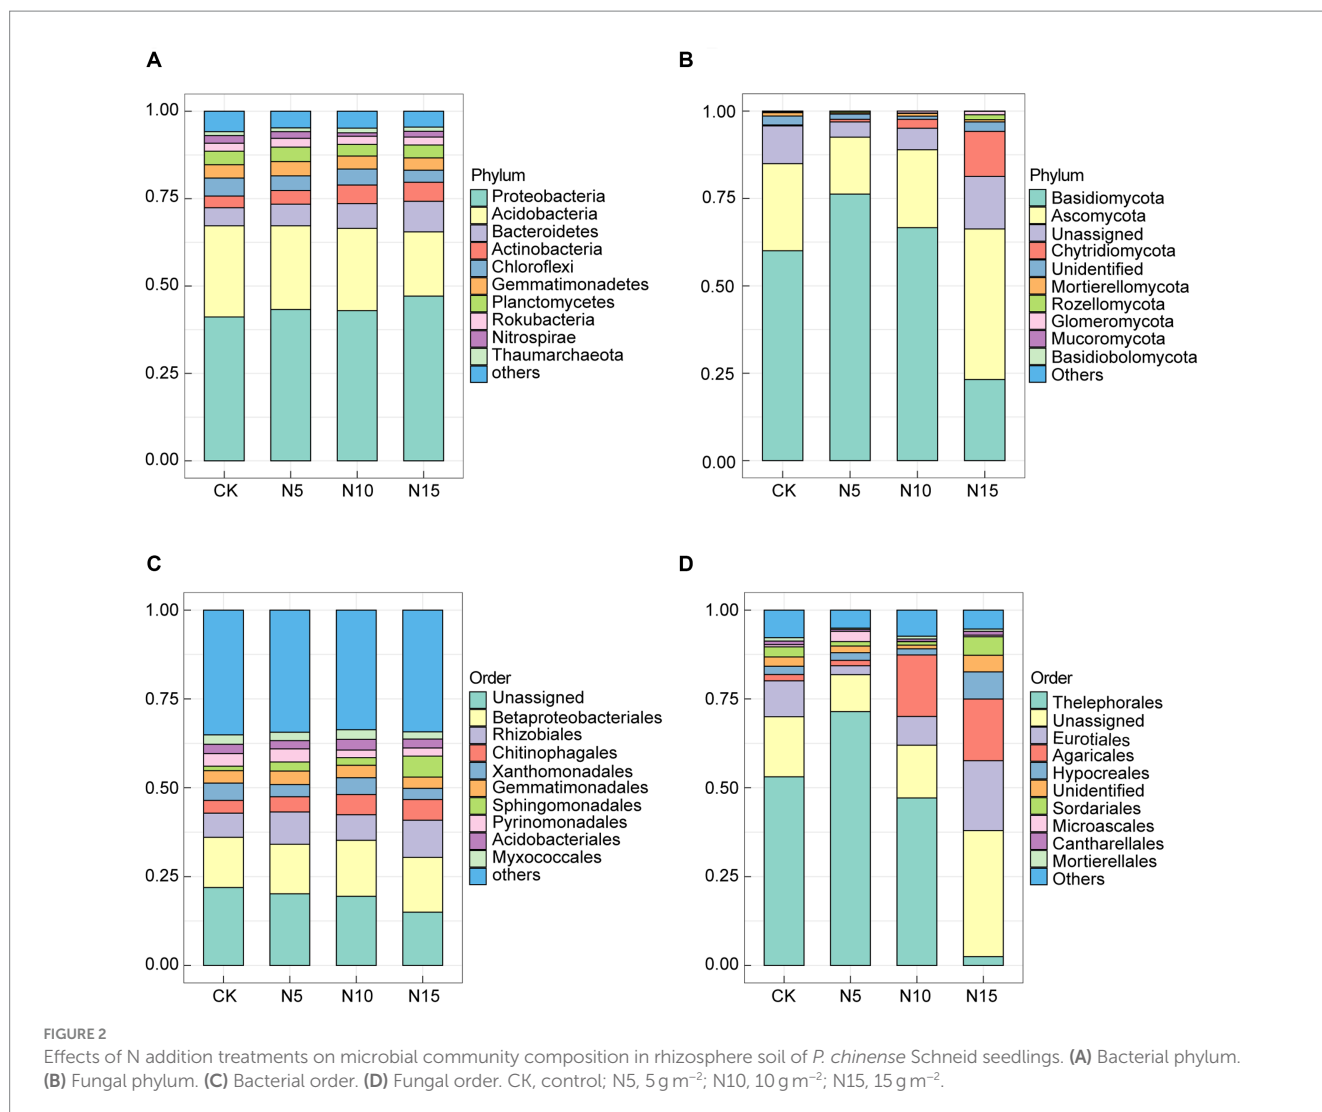 A
1.00
0.75
0.50
0.25
0.00
CK N5 N10 N15
Phylum
Proteobacteria
Acidobacteria
Bacteroidetes
Actinobacteria
Chloroflexi
Gemmatimonadetes
Planctomycetes
Rokubacteria
Nitrospirae
Thaumarchaeota
others
B
1.00
0.75
0.50
0.25
0.00
CK N5 N10 N15
Phylum
Basidiomycota
Ascomycota
Unassigned
Chytridiomycota
Unidentified
Mortierellomycota
Rozellomycota
Glomeromycota
Mucoromycota
Basidiobolomycota
Others
C
1.00
0.75
0.50
0.25
0.00
CK N5 N10 N15
Order
Unassigned
Betaproteobacteriales
Rhizobiales
Chitinophagales
Xanthomonadales
Gemmatimonadales
Sphingomonadales
Pyrinomonadales
Acidobacteriales
Myxococcales
others
D
1.00
0.75
0.50
0.25
0.00
CK N5 N10 N15
Order
Thelephorales
Unassigned
Eurotiales
Agaricales
Hypocreales
Unidentified
Sordariales
Microascales
Cantharellales
Mortierellales
Others
FIGURE 2
Effects of N addition treatments on microbial community composition in rhizosphere soil of P. chinense Schneid seedlings. (A) Bacterial phylum.
(B) Fungal phylum. (C) Bacterial order. (D) Fungal order. CK, control; N5, 5 g m⁻²; N10, 10 g m⁻²; N15, 15 g m⁻².